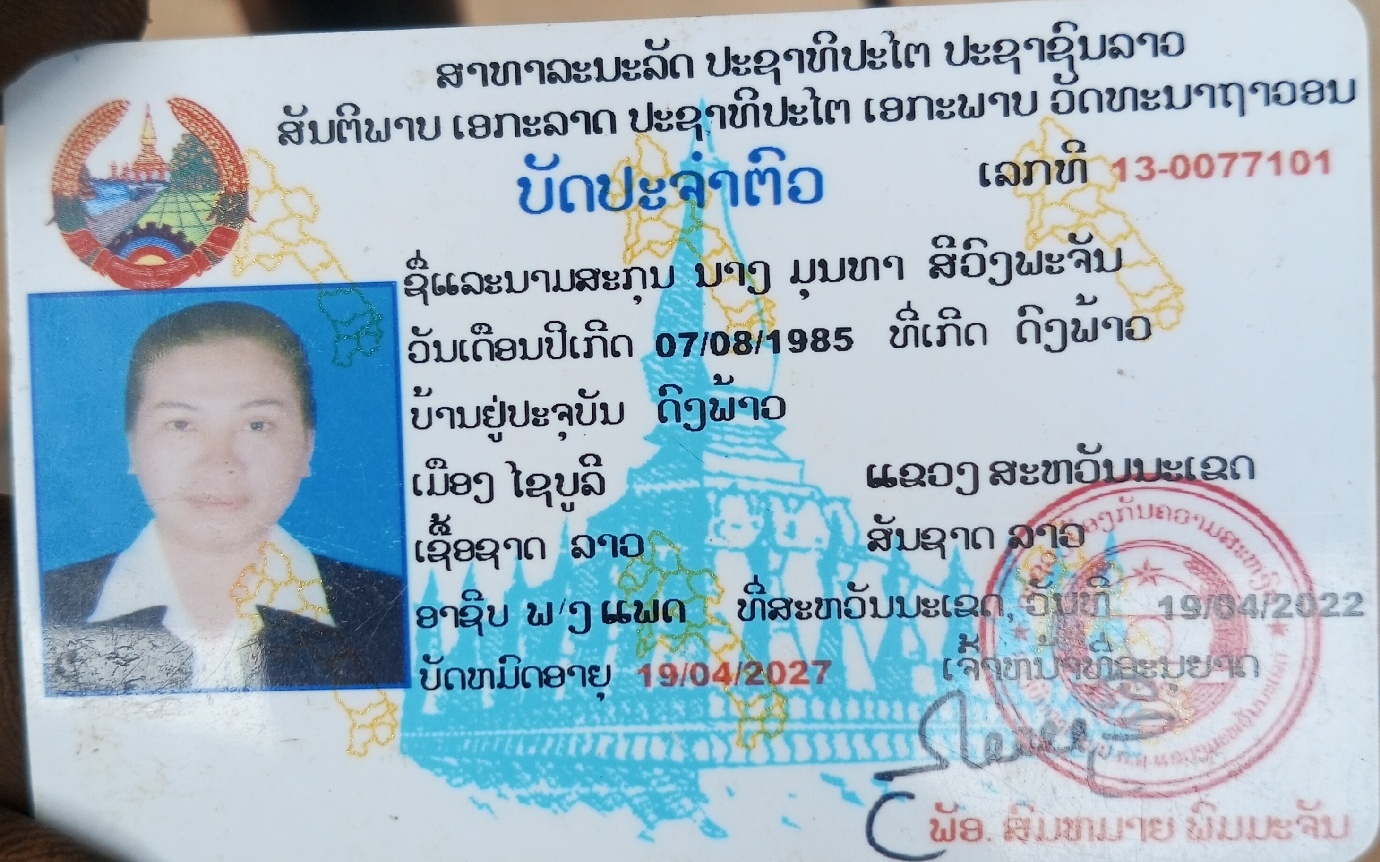 ສາທາລະນະລັດ ປະຊາທິປະໄຕ ປະຊາຊົນລາວ
ສັນຕິພາບ ເອກະລາດ ປະຊາທິປະໄຕ ເອກະພາບ ວັດທະນາຖາວອນ
ບັດປະຈຳຕົວ
ເລກທີ 13-0077101
ຊື່ແລະນາມສະກຸນ ນາງ ມຸນທາ ສີວົງພະຈັນ
ວັນເດືອນປີເກີດ 07/08/1985 ທີ່ເກີດ ດົງພ້າວ
ບ້ານຢູ່ປະຈຸບັນ ດົງພ້າວ
ເມືອງ ໄຊບູລີ ແຂວງ ສະຫວັນນະເຂດ
ເຊື້ອຊາດ ລາວ ສັນຊາດ ລາວ
ອາຊີບ ພ/ງ ແພດ ທີ່ສະຫວັນນະເຂດ, ວັນທີ 19/04/2022
ບັດຫມົດອາຍຸ 19/04/2027 ເຈົ້າຫນ້າທີ່ອະນຸຍາດ
ພັອ. ສົມຫມາຍ ພົມມະຈັນ